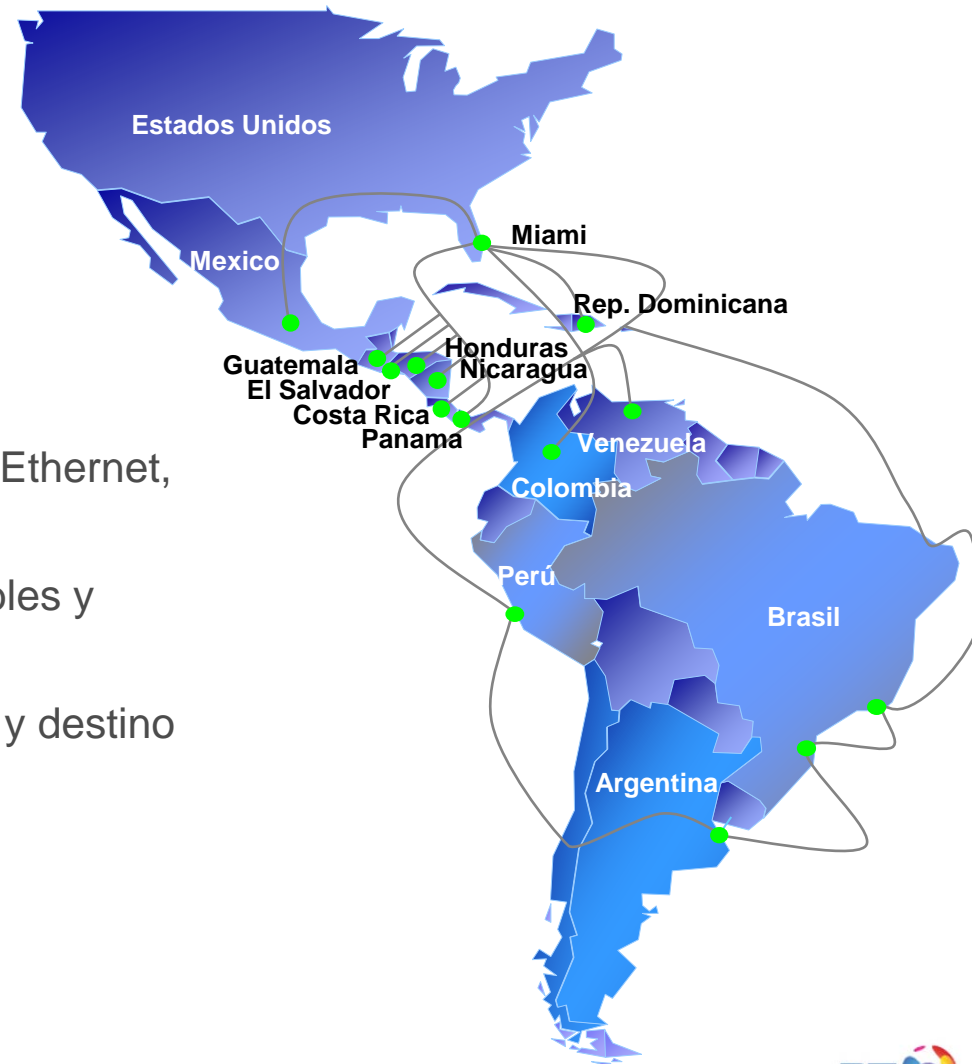 Estados Unidos
Miami
Mexico
Rep. Dominicana
Honduras
Guatemala
Nicaragua
El Salvador
Costa Rica
Panama
Venezuela
Ethernet,
Colombia
Perú
oles y
Brasil
y destino
Argentina